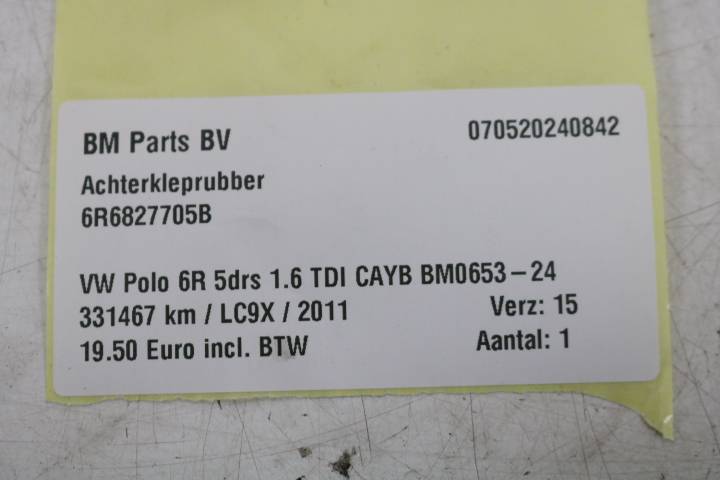 BM Parts BV 070520240842
Achterkleprubber
6R6827705B
VW Polo 6R 5drs 1.6 TDI CAYB BM0653-24
331467 km / LC9X / 2011 Verz: 15
19.50 Euro incl. BTW Aantal: 1